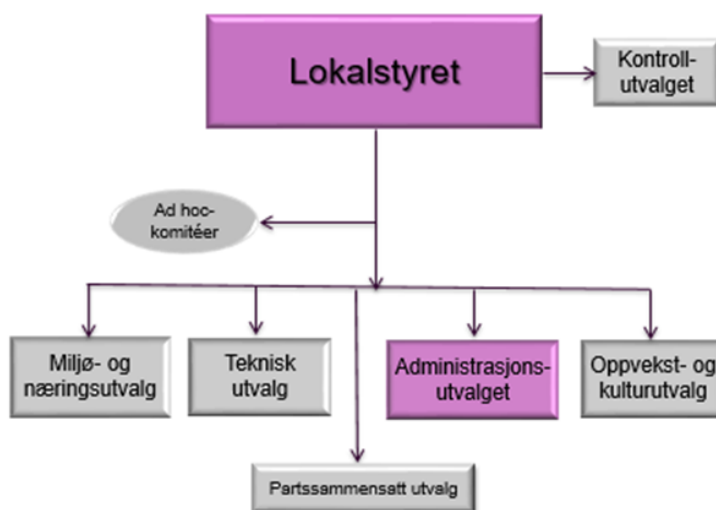 Lokalstyret
Kontroll-
utvalget
Ad hoc-
komitéer
Miljø- og
næringsutvalg
Teknisk
utvalg
Administrasjons-
utvalget
Oppvekst- og
kulturutvalg
Partssammensatt utvalg